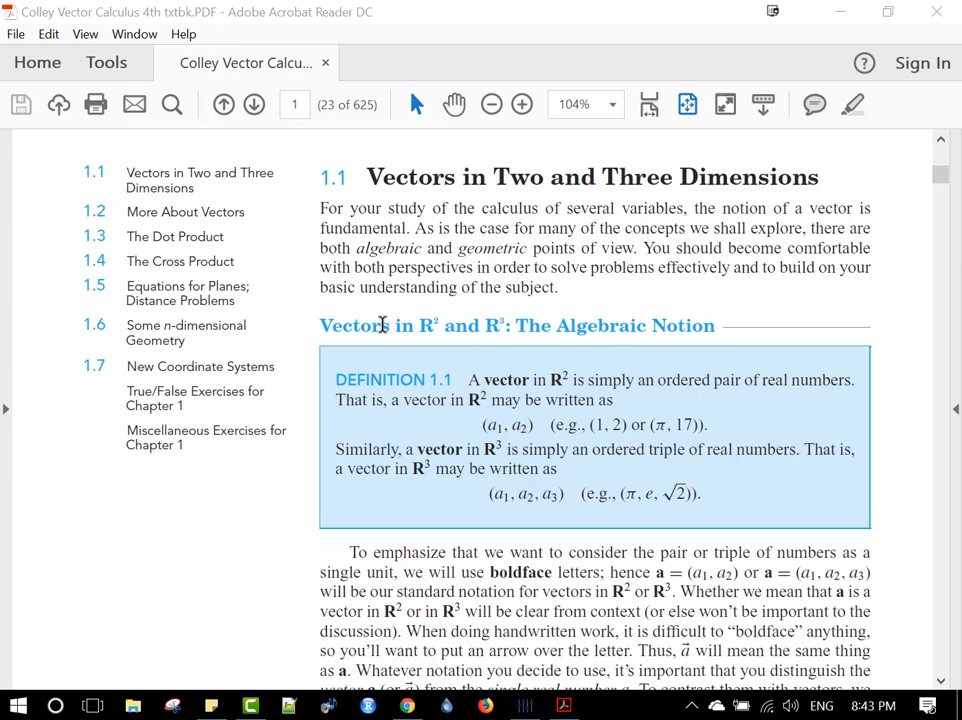 Colley Vector Calculus 4th txtbk.PDF - Adobe Acrobat Reader DC
File Edit View Window Help
Home Tools Colley Vector Calcu... × Sign In
1 (23 of 625) 104%
1.1 Vectors in Two and Three
Dimensions
1.2 More About Vectors
1.3 The Dot Product
1.4 The Cross Product
1.5 Equations for Planes;
Distance Problems
1.6 Some n-dimensional
Geometry
1.7 New Coordinate Systems
True/False Exercises for
Chapter 1
Miscellaneous Exercises for
Chapter 1
1.1 Vectors in Two and Three Dimensions
For your study of the calculus of several variables, the notion of a vector is
fundamental. As is the case for many of the concepts we shall explore, there are
both algebraic and geometric points of view. You should become comfortable
with both perspectives in order to solve problems effectively and to build on your
basic understanding of the subject.
Vectors in R² and R³: The Algebraic Notion
DEFINITION 1.1 A vector in R² is simply an ordered pair of real numbers.
That is, a vector in R² may be written as
(a₁, a₂) (e.g., (1, 2) or (π, 17)).
Similarly, a vector in R³ is simply an ordered triple of real numbers. That is,
a vector in R³ may be written as
(a₁, a₂, a₃) (e.g., (π, e, √2)).
To emphasize that we want to consider the pair or triple of numbers as a
single unit, we will use boldface letters; hence a = (a₁, a₂) or a = (a₁, a₂, a₃)
will be our standard notation for vectors in R² or R³. Whether we mean that a is a
vector in R² or in R³ will be clear from context (or else won't be important to the
discussion). When doing handwritten work, it is difficult to "boldface" anything,
so you'll want to put an arrow over the letter. Thus, a⃗ will mean the same thing
as a. Whatever notation you decide to use, it's important that you distinguish the
vector a (or a⃗) from the single real number a. To contrast them with vectors, we
ENG 8:43 PM